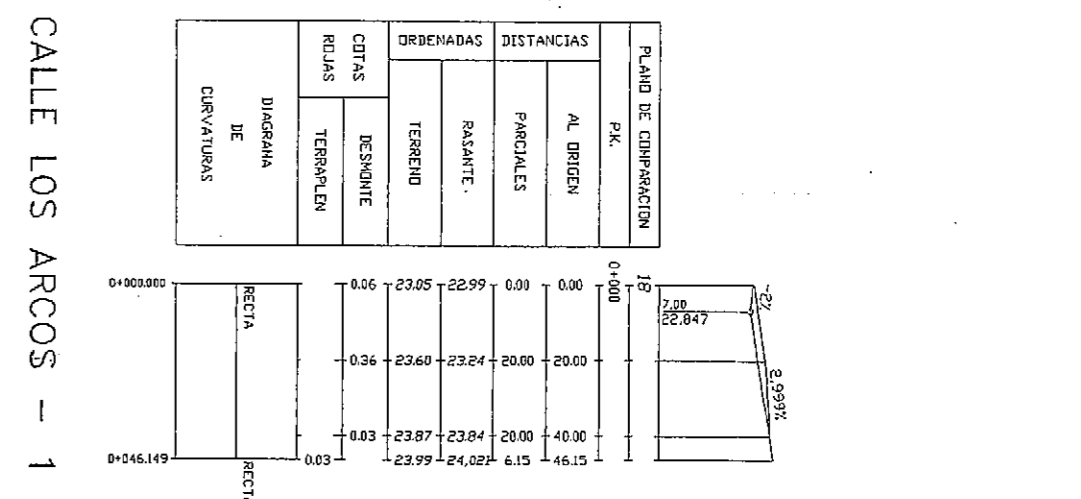 CALLE LOS ARCOS - 1
PLANO DE COMPARACION
P.K.
DISTANCIAS
AL ORIGEN
PARCIALES
ORDENADAS
RASANTE.
TERRENO
COTAS
ROJAS
DESMONTE
TERRAPLEN
DIAGRAMA
DE
CURVATURAS
-2%
2,999%
7.00
22.847
18
0+000
0.00
20.00
40.00
46.15
0.00
20.00
20.00
6.15
22.99
23.24
23.84
24,021
23.05
23.60
23.87
23.99
0.06
0.36
0.03
0.03
0+000.000
0+046.149
RECTA